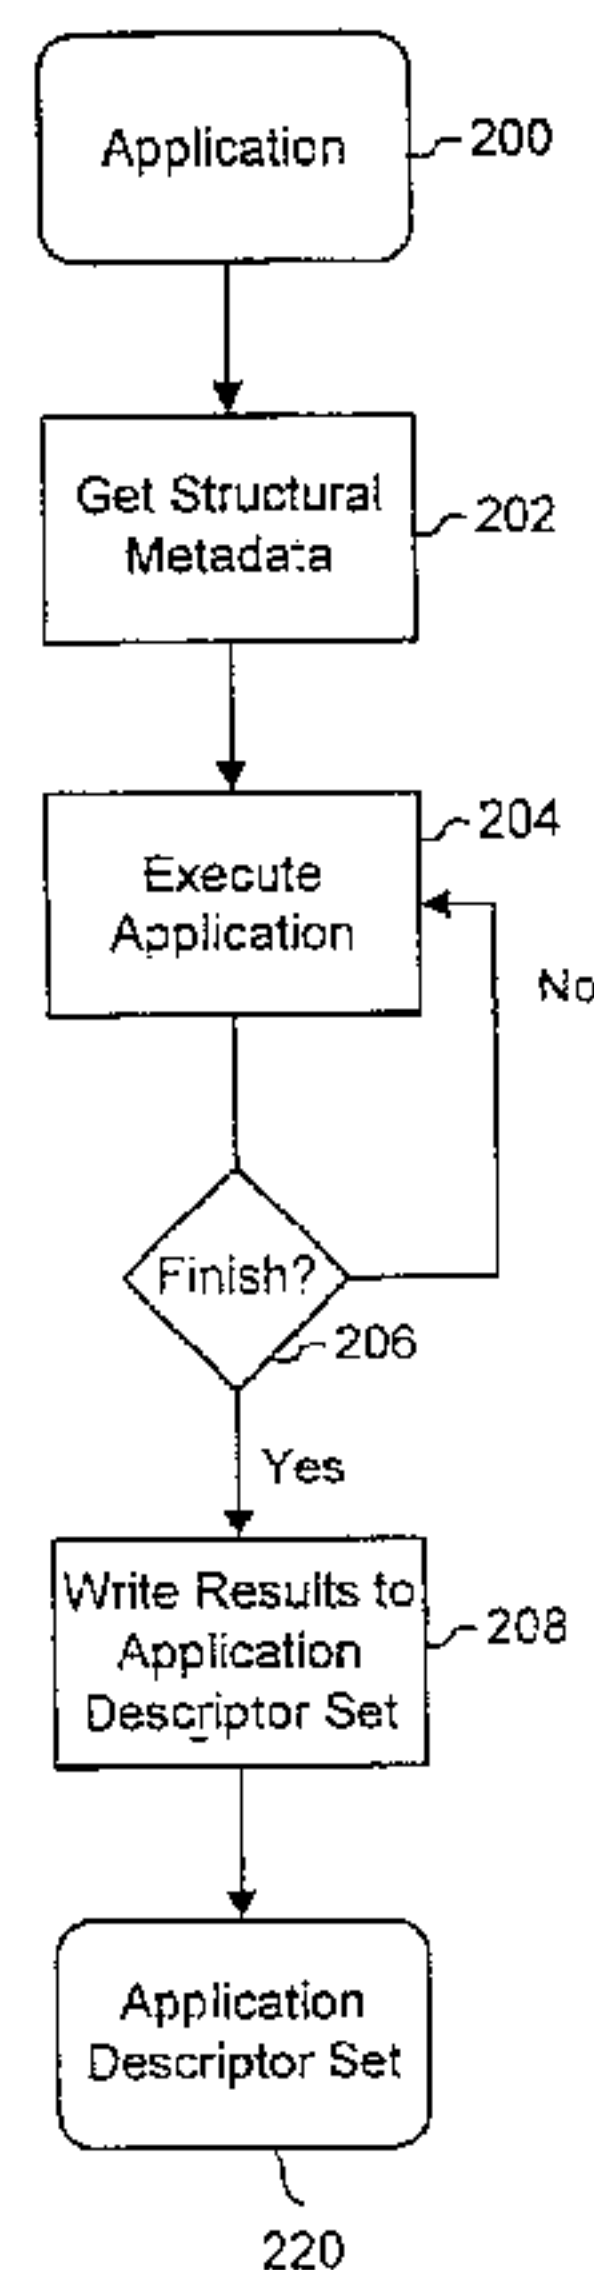 Application
200
Get Structural
Metadata
202
204
Execute
Application
No
Finish?
206
Yes
Write Results to
Application
Descriptor Set
208
Application
Descriptor Set
220